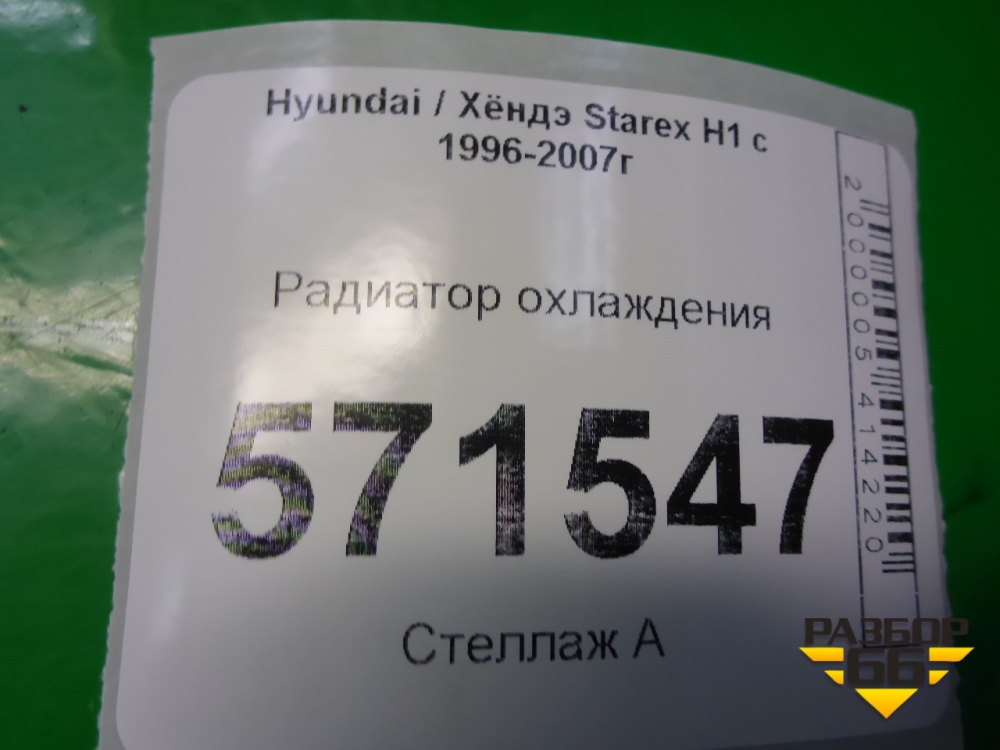 Hyundai / Хёндэ Starex H1 с
1996-2007г
Радиатор охлаждения
571547
Стеллаж А
2000005414220
РАЗБОР
66